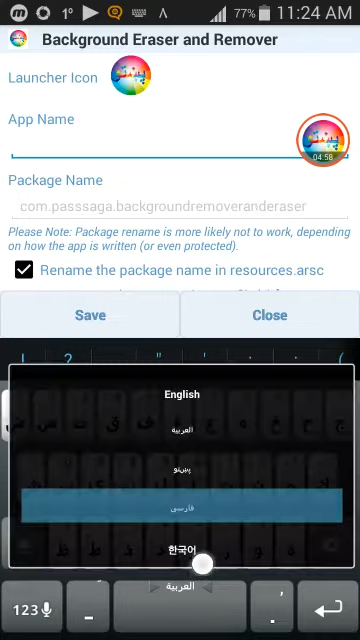 1° 77% 11:24 AM
Background Eraser and Remover
Launcher Icon
App Name
04:58
Package Name
com.passsaga.backgroundremoveranderaser
Please Note: Package rename is more likely not to work, depending
on how the app is written (or even protected).
Rename the package name in resources.arsc
Save Close
! ? " ' : ; (
English
العربية
پښتو
فارسی
한국어
العربية
123 - . ,